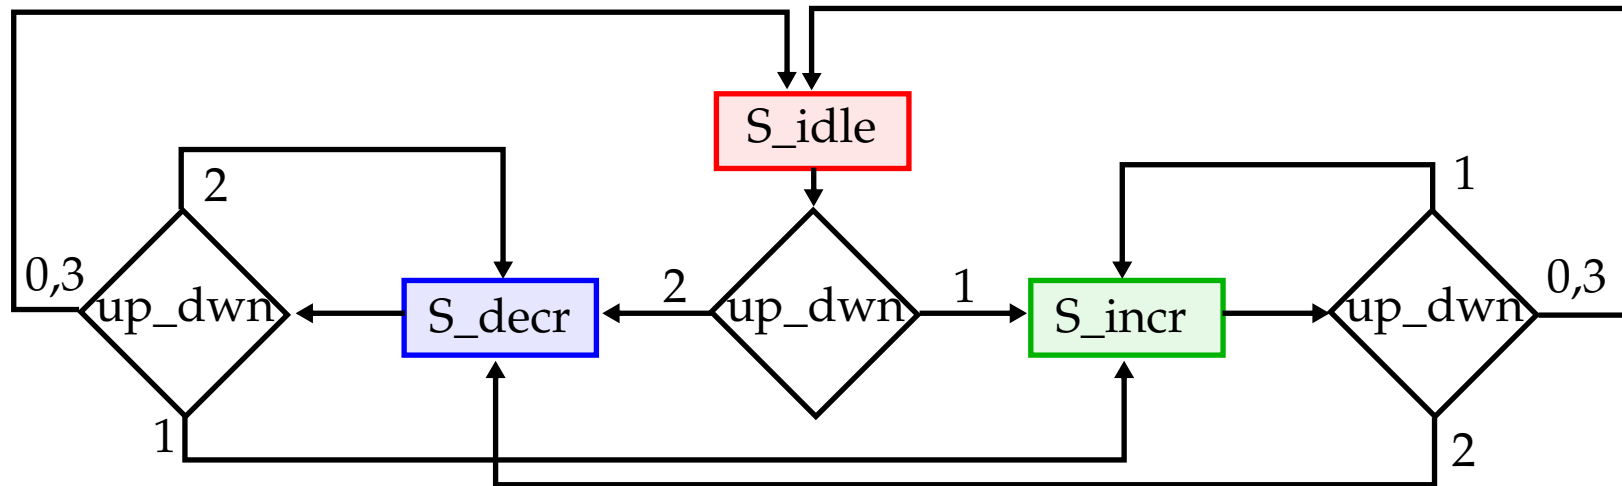 S_idle
2
1
0,3
0,3
up_dwn
S_decr
2
up_dwn
1
S_incr
up_dwn
1
2